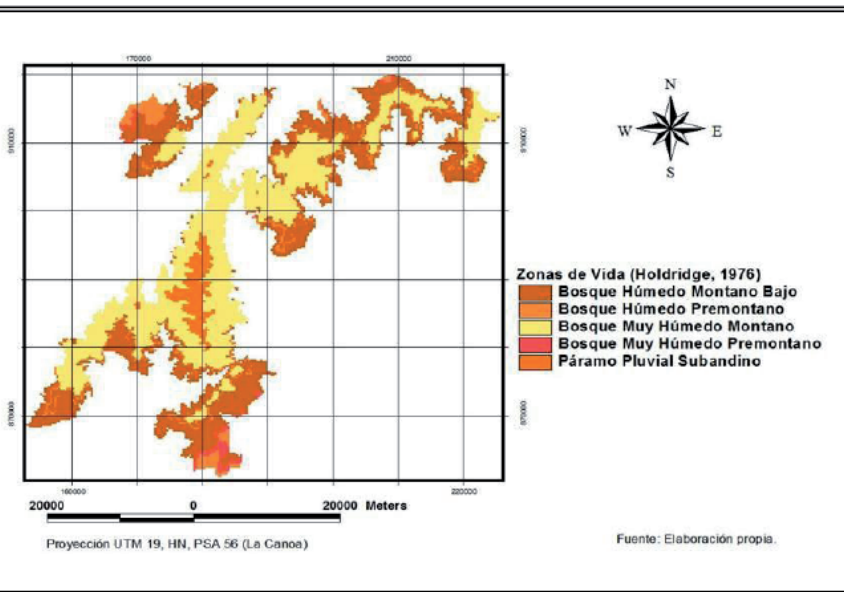 170000
210000
910000
910000
N
W E
S
Zonas de Vida (Holdridge, 1976)
Bosque Húmedo Montano Bajo
Bosque Húmedo Premontano
Bosque Muy Húmedo Montano
Bosque Muy Húmedo Premontano
Páramo Pluvial Subandino
870000
870000
160000
220000
20000 0 20000 Meters
Proyección UTM 19, HN, PSA 56 (La Canoa)
Fuente: Elaboración propia.